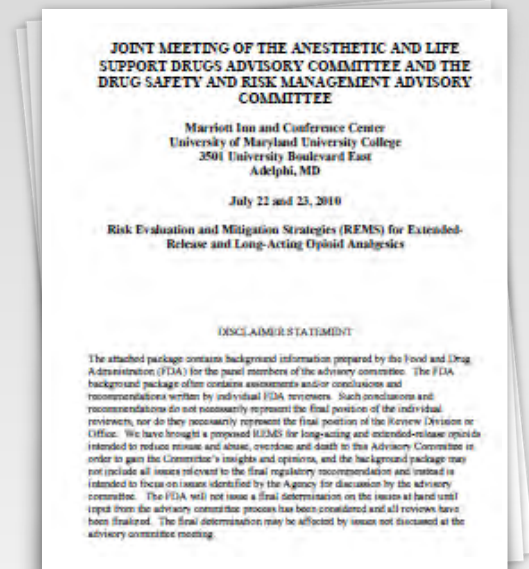 JOINT MEETING OF THE ANESTHETIC AND LIFE
SUPPORT DRUGS ADVISORY COMMITTEE AND THE
DRUG SAFETY AND RISK MANAGEMENT ADVISORY
COMMITTEE
Marriott Inn and Conference Center
University of Maryland University College
3501 University Boulevard East
Adelphi, MD
July 22 and 23, 2010
Risk Evaluation and Mitigation Strategies (REMS) for Extended-
Release and Long-Acting Opioid Analgesics
DISCLAIMER STATEMENT
The attached package contains background information prepared by the Food and Drug
Administration (FDA) for the panel members of the advisory committee. The FDA
background package often contains assessments and/or conclusions and
recommendations written by individual FDA reviewers. Such conclusions and
recommendations do not necessarily represent the final position of the individual
reviewers, nor do they necessarily represent the final position of the Review Division or
Office. We have brought a proposed REMS for long-acting and extended-release opioids
intended to reduce misuse and abuse, overdose and death to this Advisory Committee in
order to gain the Committee's insights and opinions, and the background package may
not include all issues relevant to the final regulatory recommendation and instead is
intended to focus on issues identified by the Agency for discussion by the advisory
committee. The FDA will not issue a final determination on the issues at hand until
input from the advisory committee process has been considered and all reviews have
been finalized. The final determination may be affected by issues not discussed at the
advisory committee meeting.